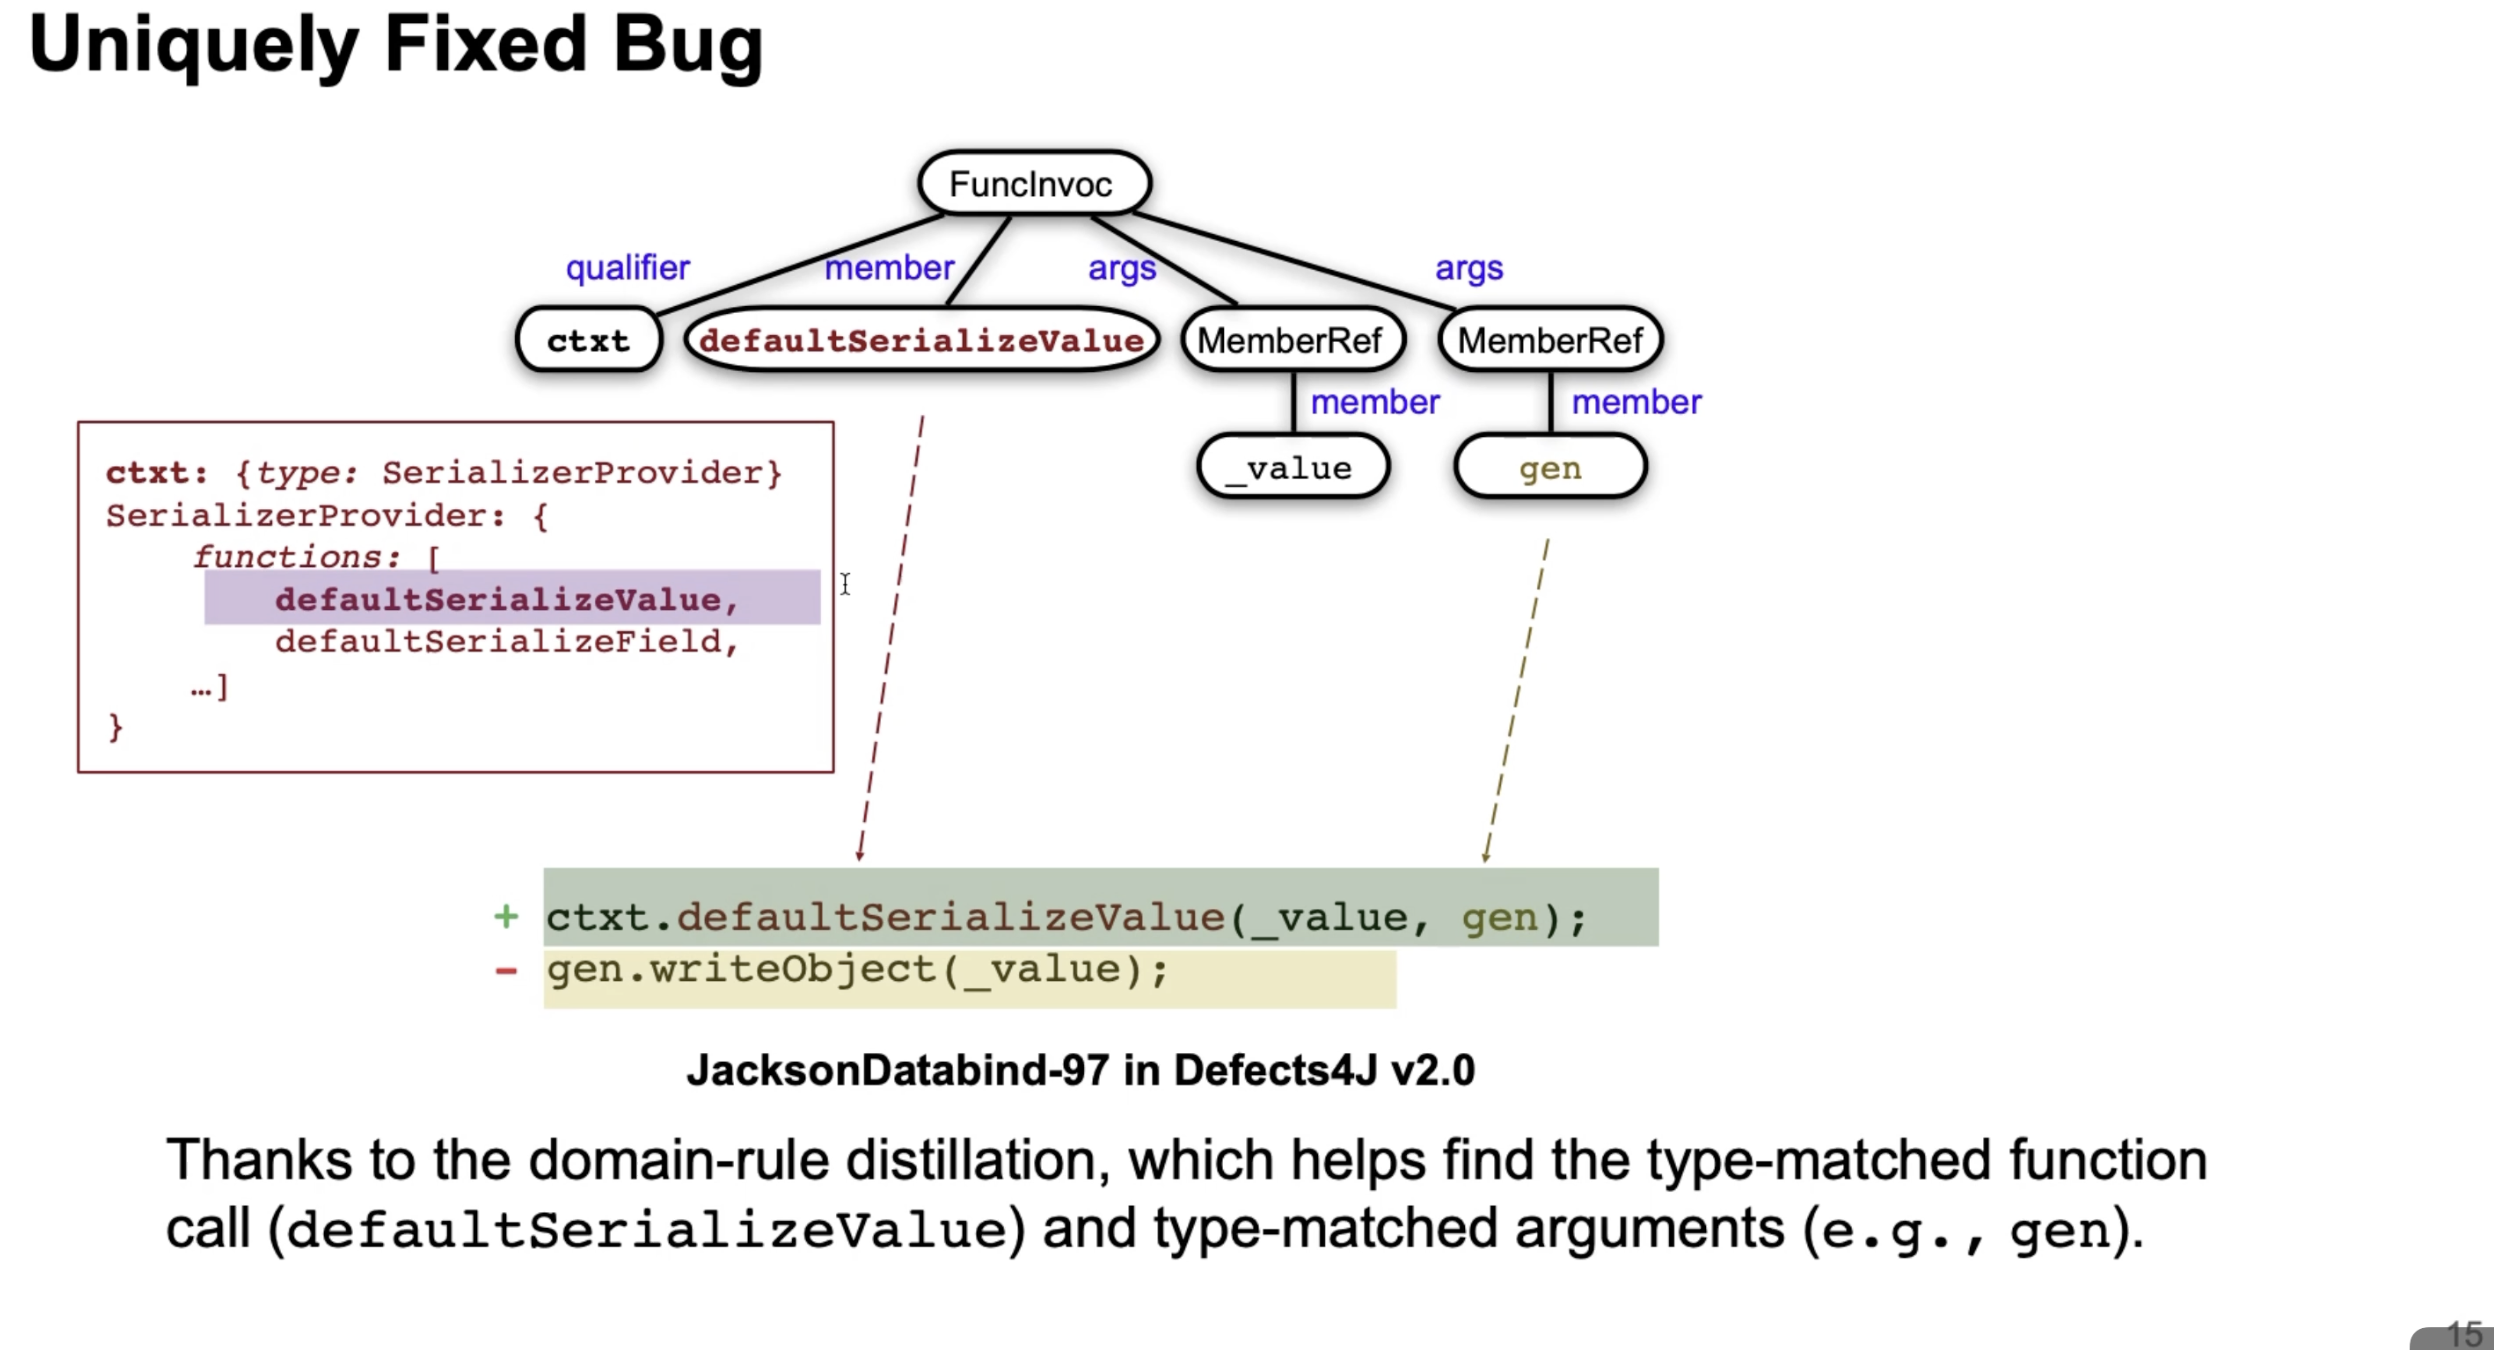 Uniquely Fixed Bug
FuncInvoc
qualifier member args args
ctxt defaultSerializeValue MemberRef MemberRef
member member
_value gen
ctxt: {type: SerializerProvider}
SerializerProvider: {
functions: [
defaultSerializeValue,
defaultSerializeField,
…]
}
+ ctxt.defaultSerializeValue(_value, gen);
- gen.writeObject(_value);
JacksonDatabind-97 in Defects4J v2.0
Thanks to the domain-rule distillation, which helps find the type-matched function
call (defaultSerializeValue) and type-matched arguments (e.g., gen).
15